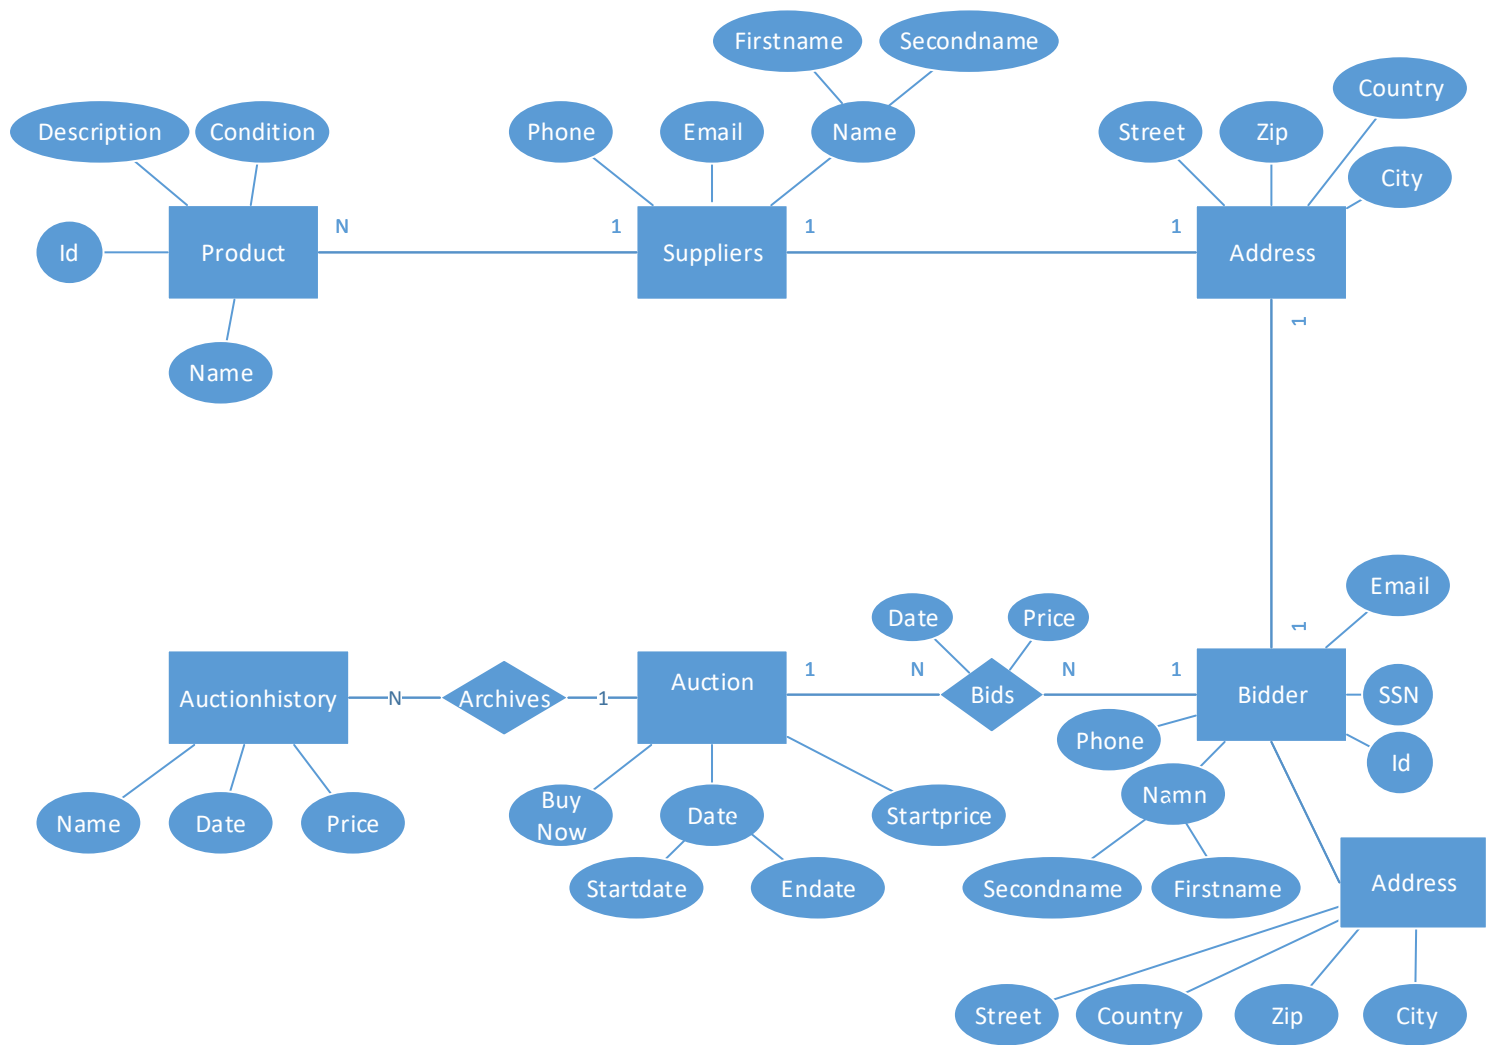 Firstname
Secondname
Country
Description
Condition
Phone
Email
Name
Street
Zip
City
N
1
1
1
Id
Product
Suppliers
Address
1
Name
Email
1
Date
Price
1
N
N
1
Auctionhistory
N
Archives
1
Auction
Bids
Bidder
SSN
Phone
Id
Namn
Name
Date
Price
Buy
Now
Date
Startprice
Startdate
Endate
Secondname
Firstname
Address
Street
Country
Zip
City